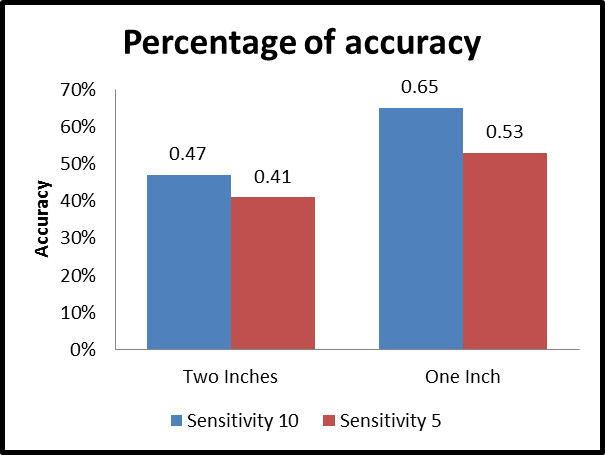 Percentage of accuracy
Accuracy
70%
60%
50%
40%
30%
20%
10%
0%
0.47
0.41
0.65
0.53
Two Inches
One Inch
Sensitivity 10
Sensitivity 5